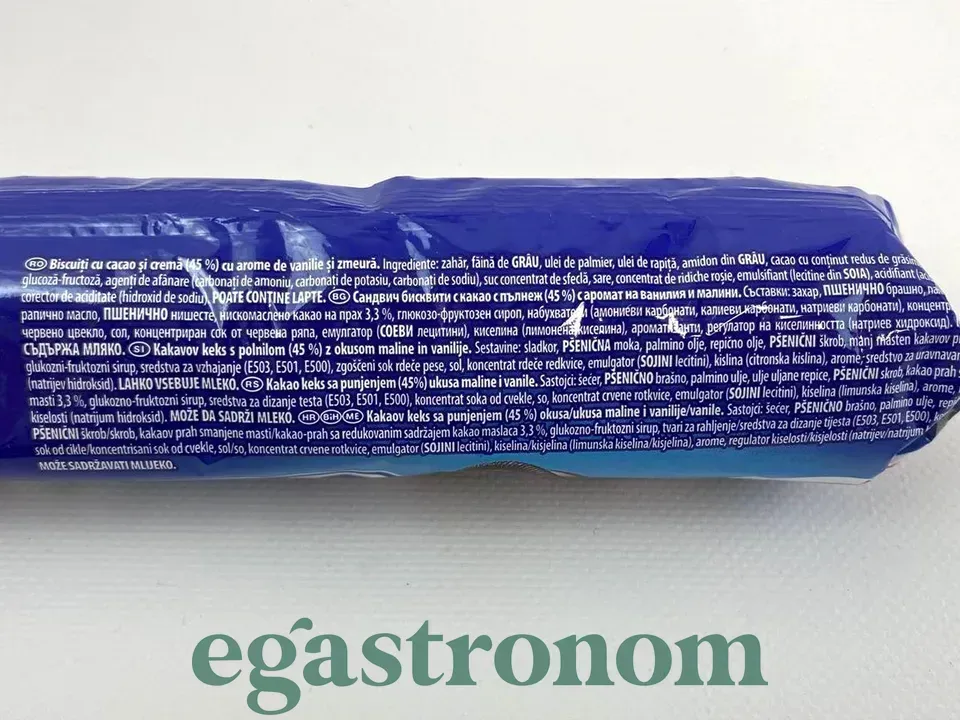 RO Biscuiți cu cacao și cremă (45 %) cu arome de vanilie și zmeură. Ingrediente: zahăr, făină de GRÂU, ulei de palmier, ulei de rapiță, amidon din GRÂU, cacao cu conținut redus de
glucoză-fructoză, agenți de afânare (carbonați de amoniu, carbonați de potasiu, carbonați de sodiu), suc concentrat de sfeclă, sare, concentrat de ridiche roșie, emulsifiant (lecitine din SOIA), acidifiant
corector de aciditate (hidroxid de sodiu). POATE CONȚINE LAPTE. BG Сандвич бисквити с какао с пълнеж (45 %) с аромат на ванилия и малини. Съставки: захар, ПШЕНИЧНО брашно,
рапично масло, ПШЕНИЧНО нишесте, нискомаслено какао на прах 3,3 %, глюкозо-фруктозен сироп, (амониеви карбонати, калиеви карбонати, натриеви карбонати),
червено цвекло, сол, концентриран сок от червена ряпа, емулгатор (СОЕВИ лецитини), киселина (лимонена киселина), регулатор на киселинността (натриев хидроксид).
СЪДЪРЖА МЛЯКО. SI Kakavov keks s polnilom (45 %) z okusom maline in vanilije. Sestavine: sladkor, PŠENIČNA moka, palmino olje, repično olje, PŠENIČNI škrob, manj masten kakavov
glukozni-fruktozni sirup, sredstva za vzhajanje (E503, E501, E500), zgoščeni sok rdeče pese, sol, koncentrat rdeče redkvice, emulgator (SOJINI lecitini), kislina (citronska kislina), arome, sredstvo za uravnavanje
(natrijev hidroksid). LAHKO VSEBUJE MLEKO. RS Kakao keks sa punjenjem (45%) ukusa maline i vanile. Sastojci: šećer, PŠENIČNO brašno, palmino ulje, ulje uljane repice, PŠENIČNI skrob, kakao
masti 3,3 %, glukozno-fruktozni sirup, sredstva za dizanje testa (E503, E501, E500), koncentrat soka od cvekle, so, koncentrat crvene rotkve, emulgator (SOJINI lecitini), kiselina (limunska kiselina), arome,
kiselosti (natrijum hidroksid). MOŽE DA SADRŽI MLEKO. HR BiH ME Kakaov keks sa punjenjem (45 %) okusa/ukusa maline i vanilije/vanile. Sastojci: šećer, PŠENIČNO brašno, palmino ulje,
PŠENIČNI škrob/skrob, kakaov prah smanjene masti/kakao-prah sa redukovanim sadržajem kakao maslaca 3,3 %, glukozno-fruktozni sirup, tvari za rahljenje/sredstva za dizanje tijesta (E503, E501, E500),
sok od cikle/koncentrisani sok od cvekle, sol/so, koncentrat crvene rotkvice, emulgator (SOJINI lecitini), kiselina/kisjelina (limunska kiselina/kisjelina), arome, regulator kiselosti/kisjelosti (natrijev/natrijum
MOŽE SADRŽAVATI MLIJEKO.
egastronom